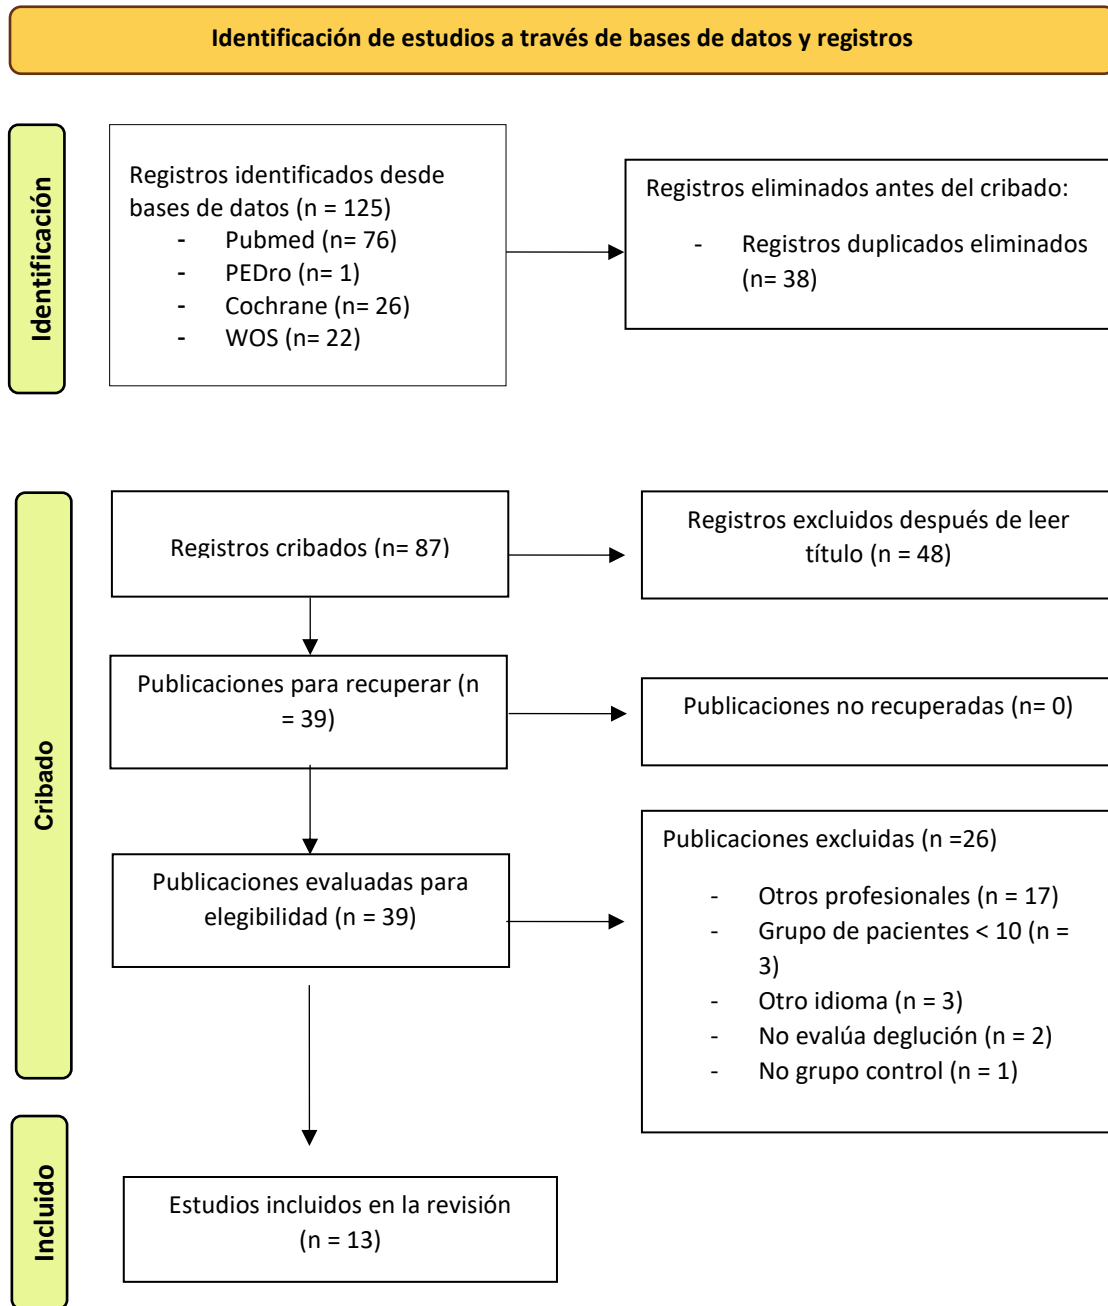 Identificación de estudios a través de bases de datos y registros
Identificación
Registros identificados desde
bases de datos (n = 125)
- Pubmed (n= 76)
- PEDro (n= 1)
- Cochrane (n= 26)
- WOS (n= 22)
Registros eliminados antes del cribado:
- Registros duplicados eliminados
(n= 38)
Cribado
Registros cribados (n= 87)
Registros excluidos después de leer
título (n = 48)
Publicaciones para recuperar (n
= 39)
Publicaciones no recuperadas (n= 0)
Publicaciones evaluadas para
elegibilidad (n = 39)
Publicaciones excluidas (n =26)
- Otros profesionales (n = 17)
- Grupo de pacientes < 10 (n =
3)
- Otro idioma (n = 3)
- No evalúa deglución (n = 2)
- No grupo control (n = 1)
Incluido
Estudios incluidos en la revisión
(n = 13)